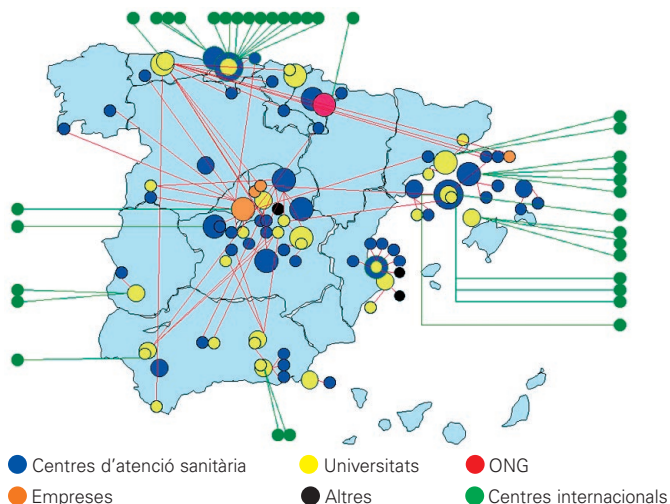 Centres d'atenció sanitària Universitats ONG
Empreses Altres Centres internacionals